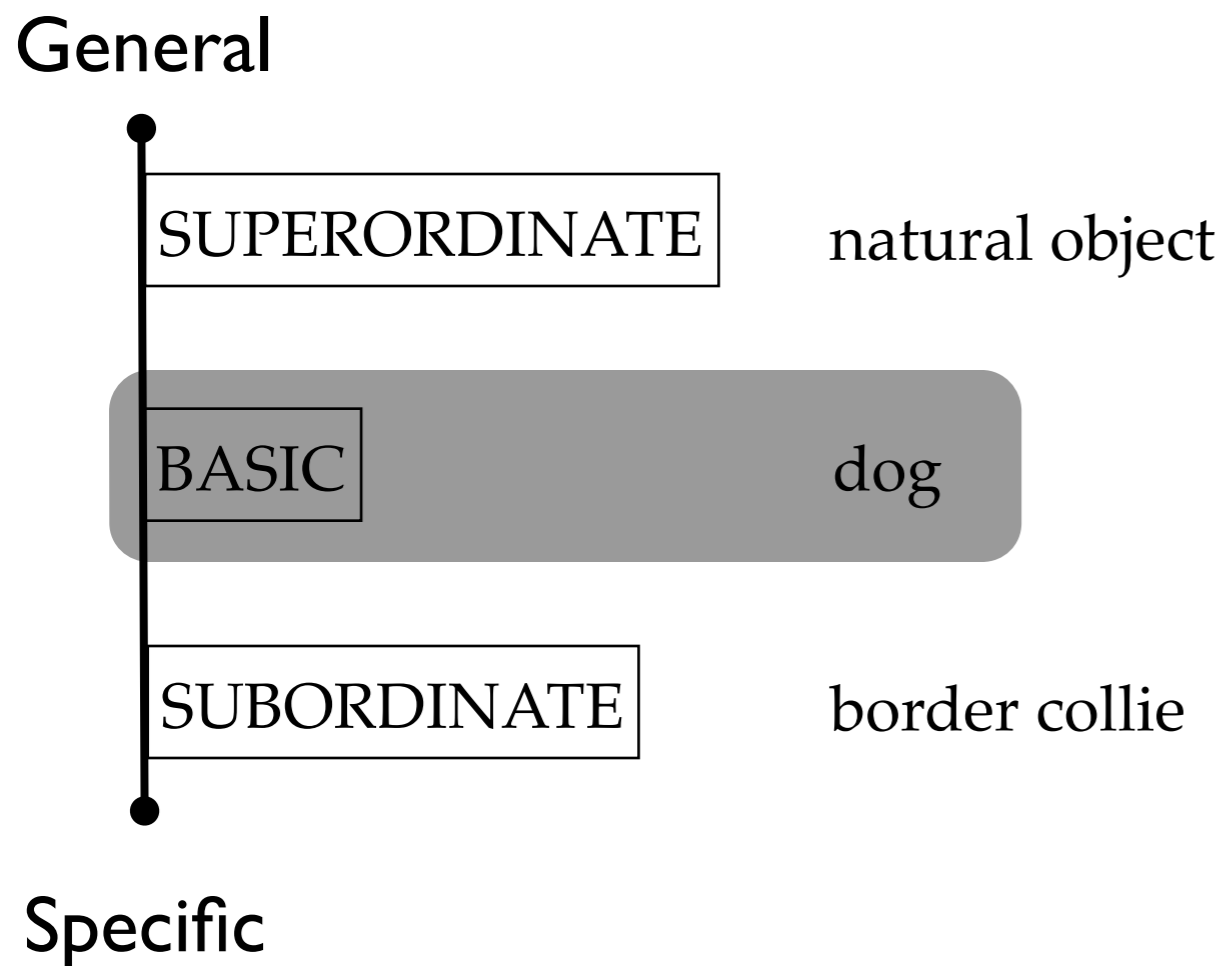 General
SUPERORDINATE natural object
BASIC dog
SUBORDINATE border collie
Specific